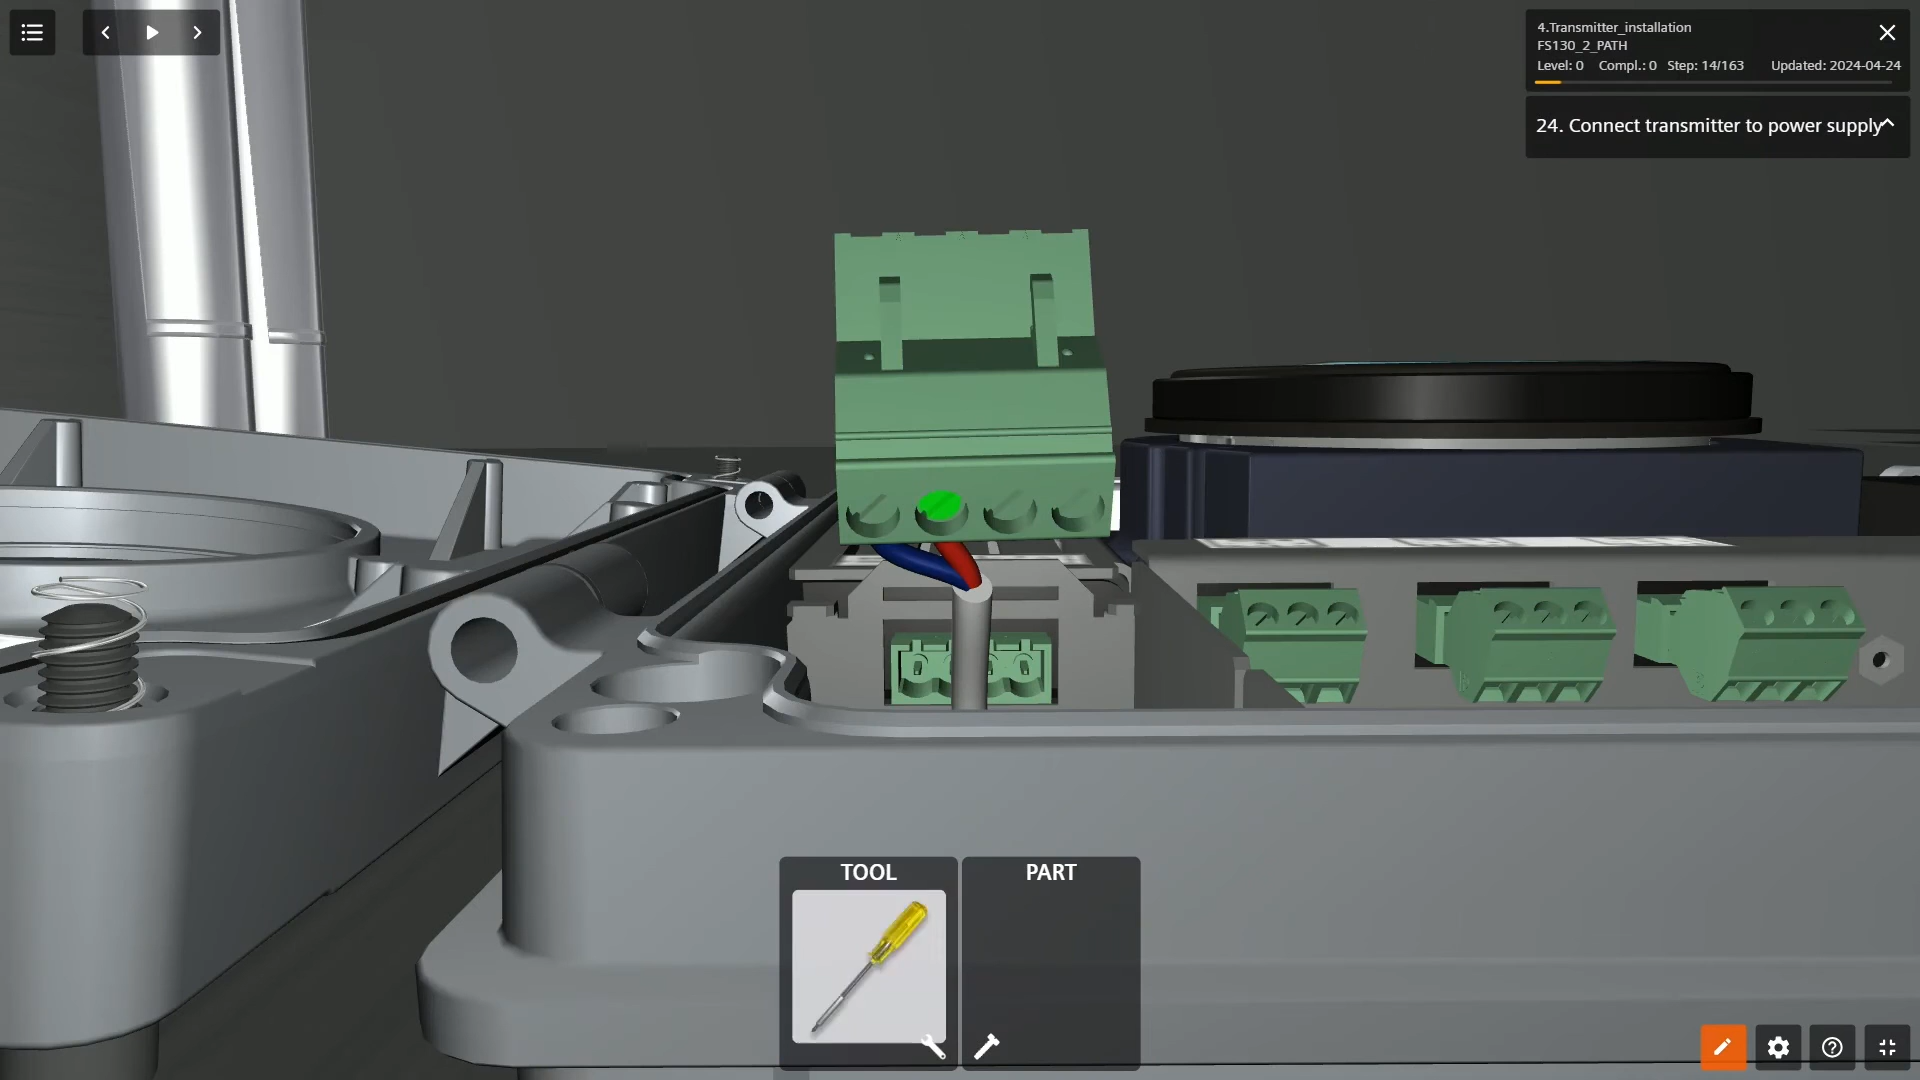 4.Transmitter_installation
FS130_2_PATH
Level: 0 Compl.: 0 Step: 14/163 Updated: 2024-04-24
24. Connect transmitter to power supply
TOOL
PART